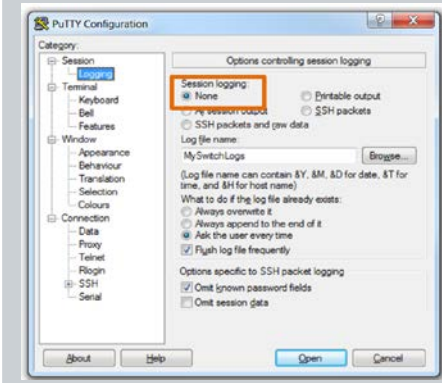 PuTTY Configuration
Category:
Session
Logging
Terminal
Keyboard
Bell
Features
Window
Appearance
Behaviour
Translation
Selection
Colours
Connection
Data
Proxy
Telnet
Rlogin
SSH
Serial
Options controlling session logging
Session logging:
None Printable output
All session output SSH packets
SSH packets and raw data
Log file name:
MySwitchLogs Browse...
(Log file name can contain &Y, &M, &D for date, &T for
time, and &H for host name)
What to do if the log file already exists:
Always overwrite it
Always append to the end of it
Ask the user every time
Flush log file frequently
Options specific to SSH packet logging
Omit known password fields
Omit session data
About Help Open Cancel